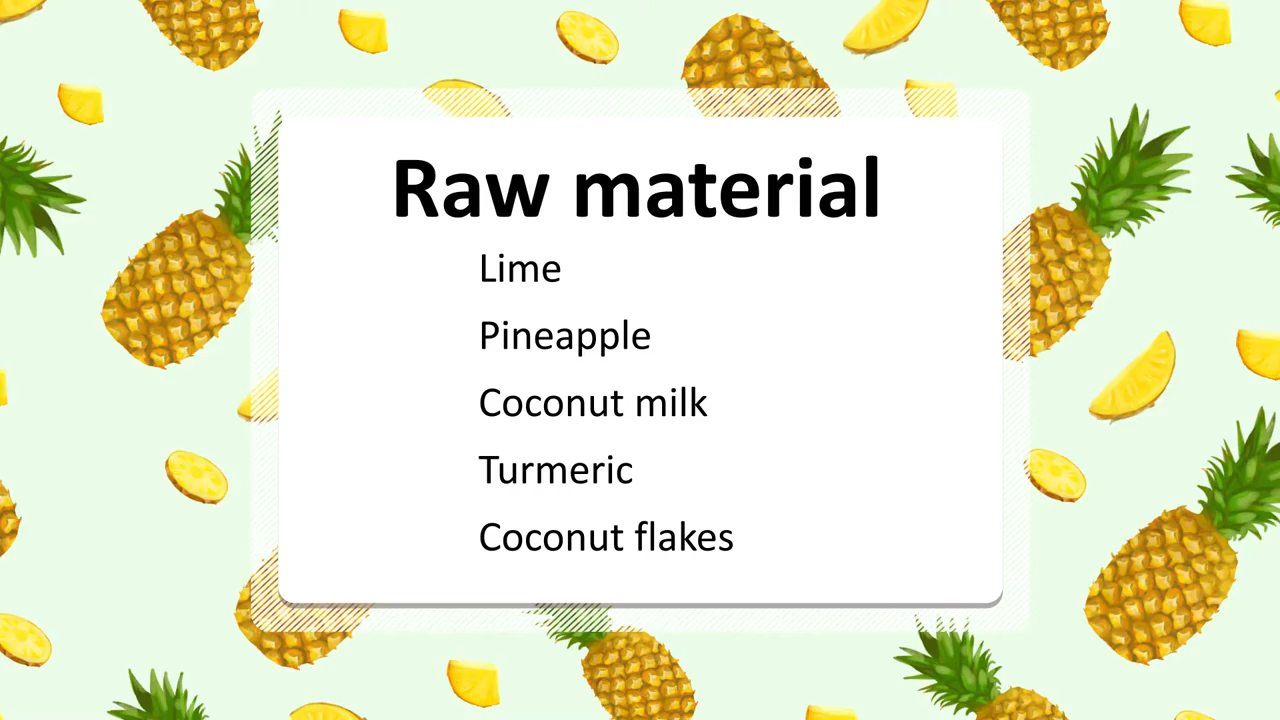 Raw material
Lime
Pineapple
Coconut milk
Turmeric
Coconut flakes